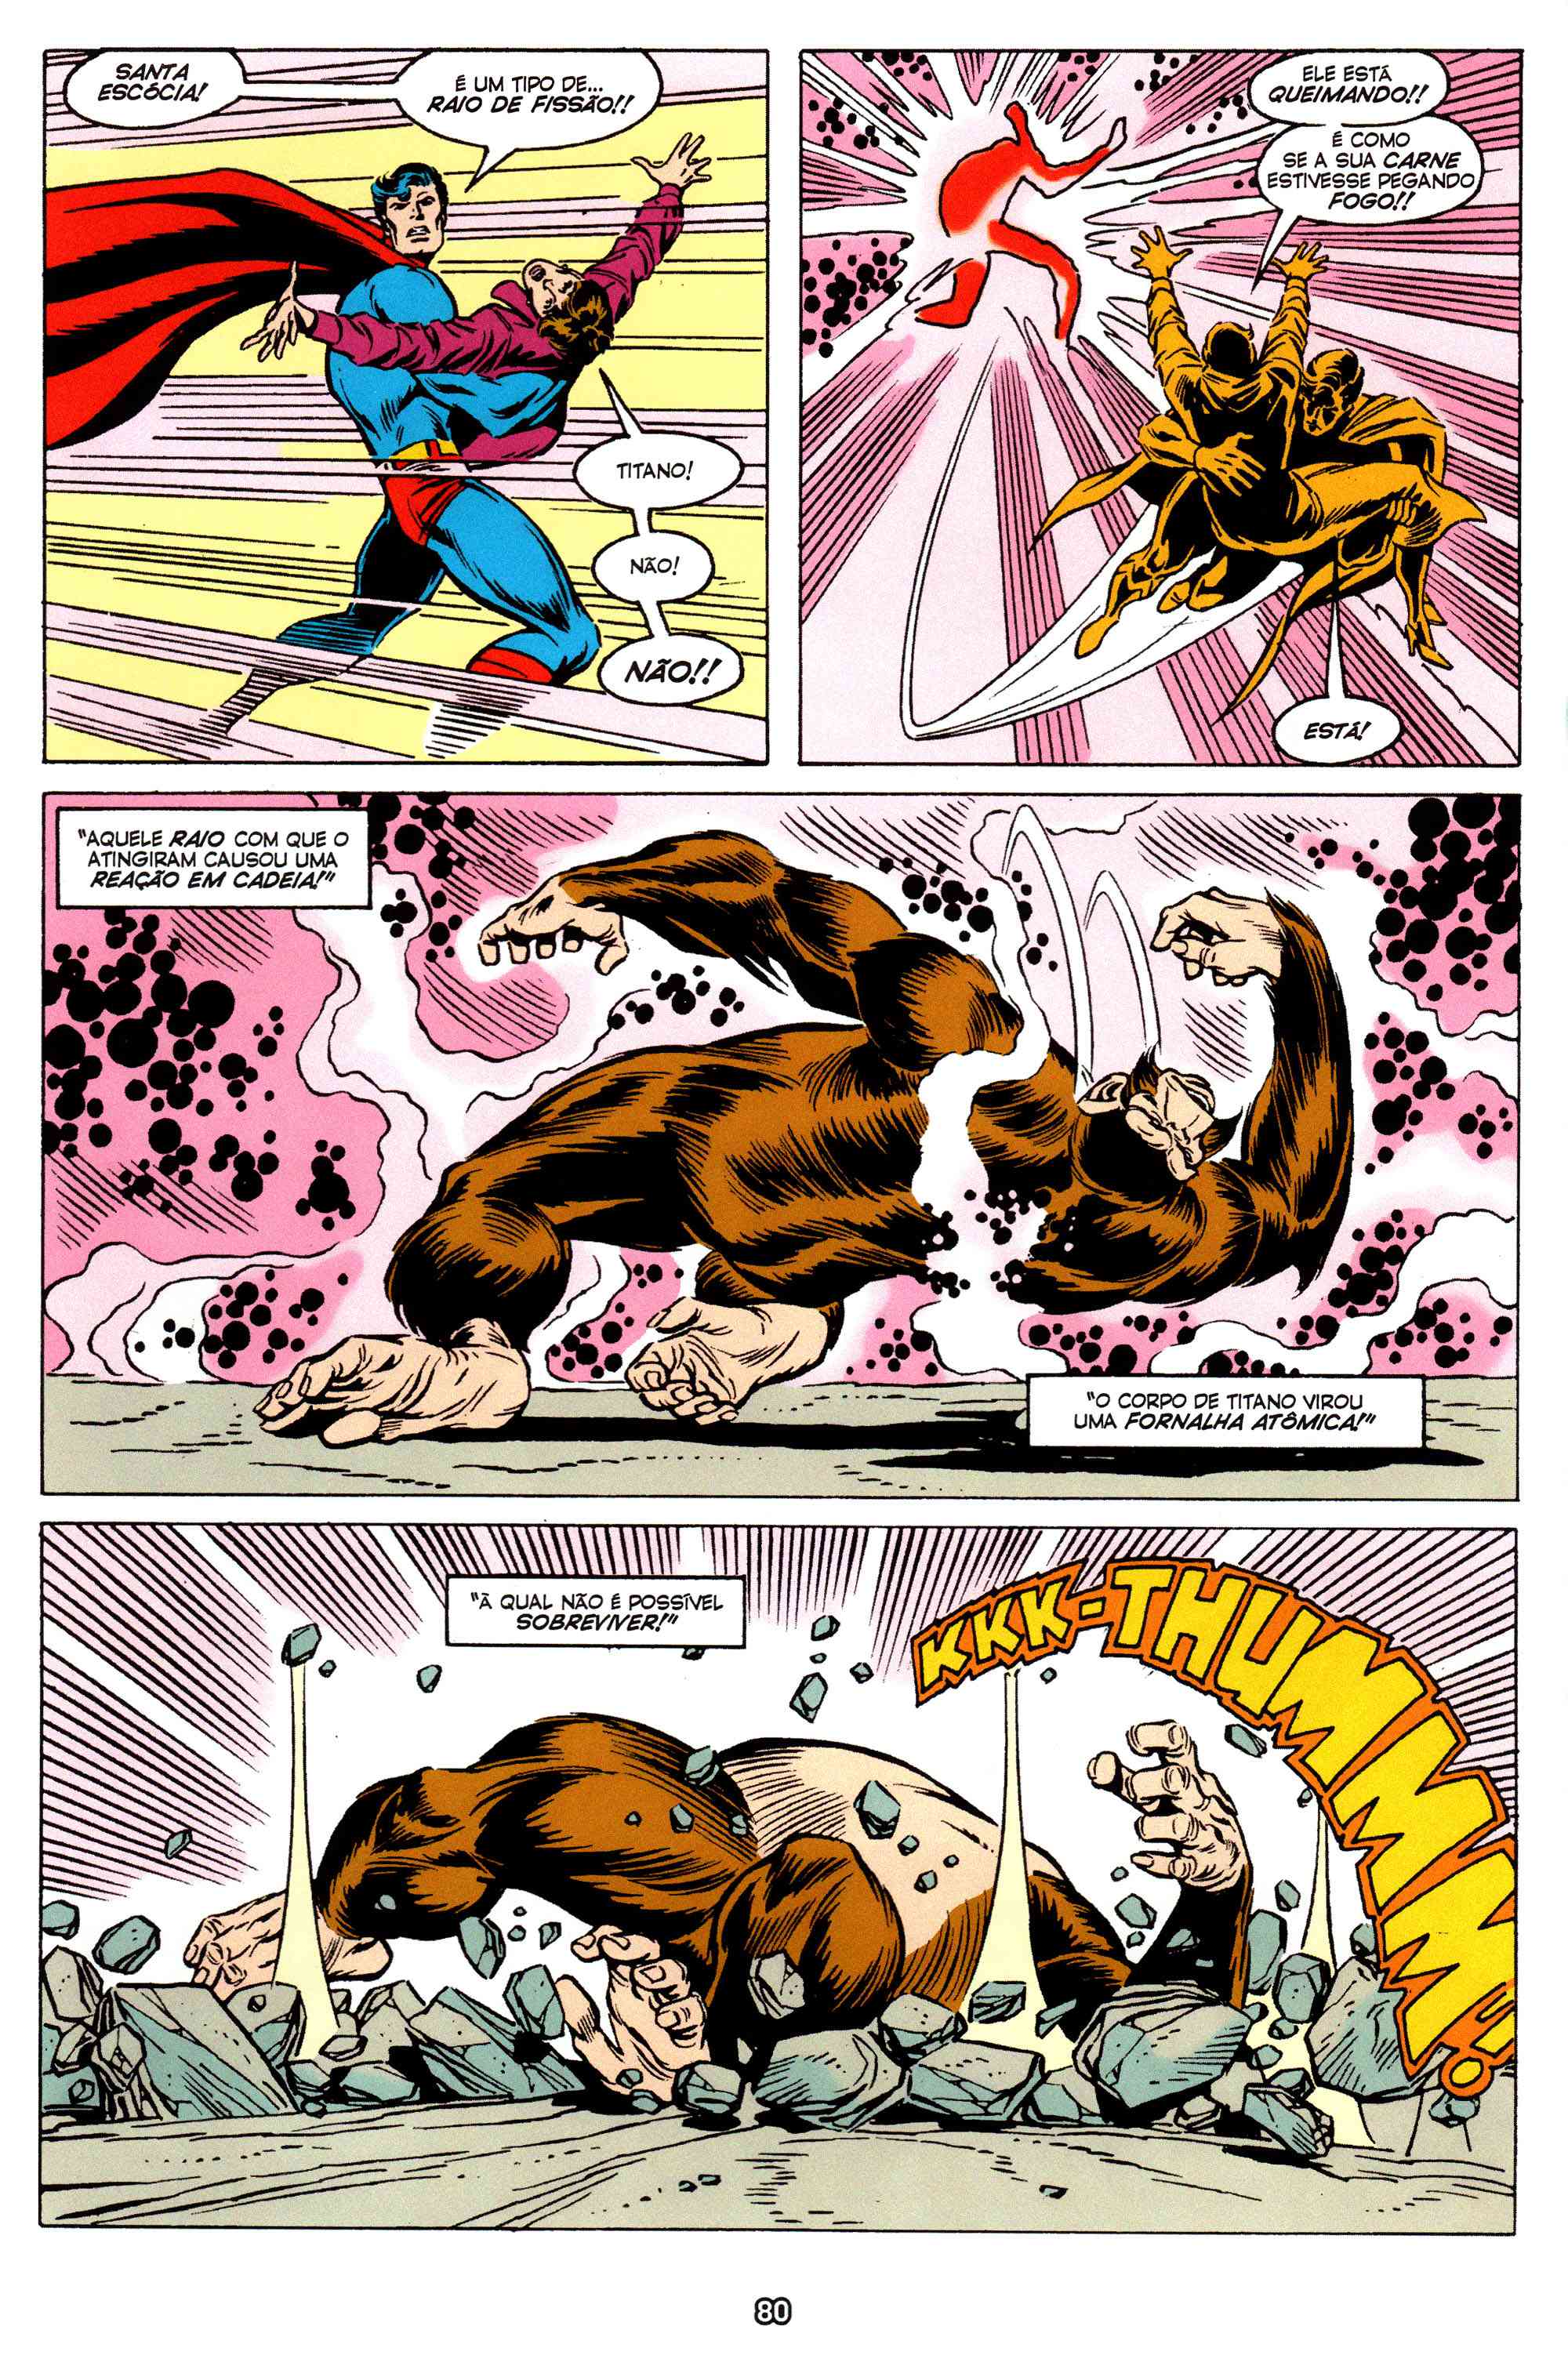 SANTA
ESCÓCIA!
É UM TIPO DE...
RAIO DE FISSÃO!!
TITANO!
NÃO!
NÃO!!
ELE ESTÁ
QUEIMANDO!!
É COMO
SE A SUA CARNE
ESTIVESSE PEGANDO
FOGO!!
ESTÁ!
"AQUELE RAIO COM QUE O
ATINGIRAM CAUSOU UMA
REAÇÃO EM CADEIA!"
"O CORPO DE TITANO VIROU
UMA FORNALHA ATÔMICA!"
"À QUAL NÃO É POSSÍVEL
SOBREVIVER!"
KKK-THUMMMM!
80